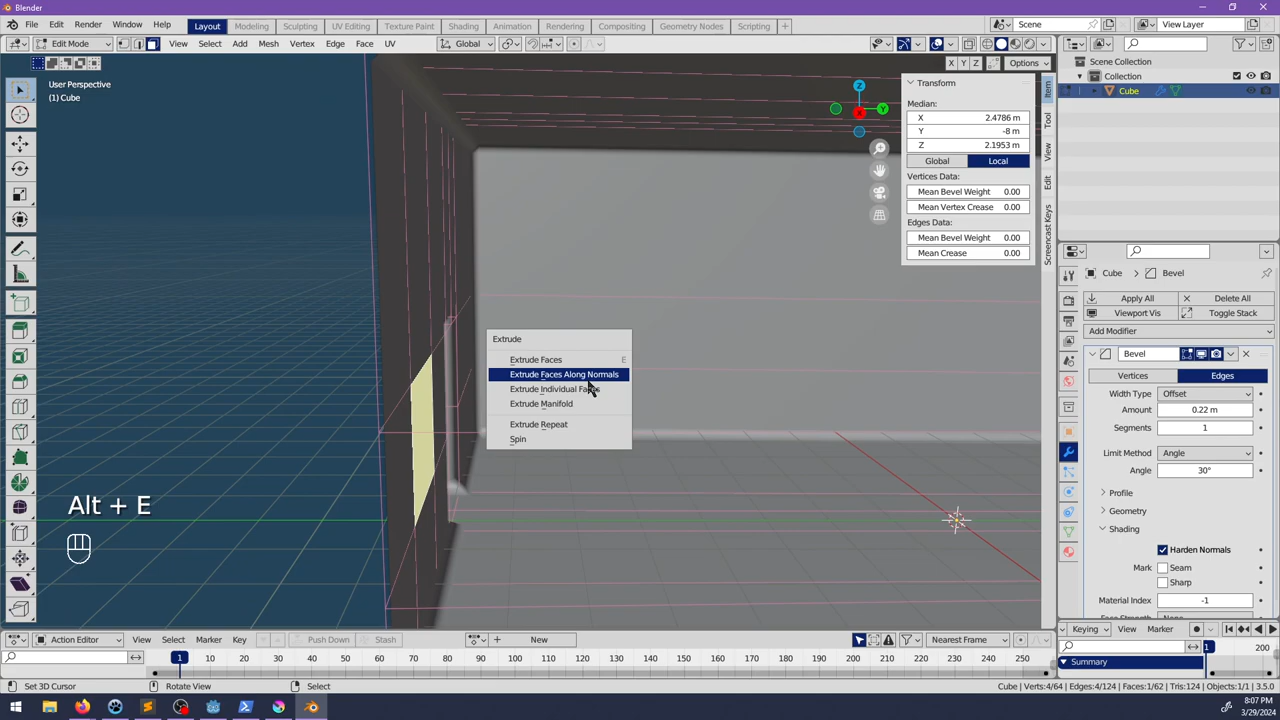 Blender
File Edit Render Window Help
Layout Modeling Sculpting UV Editing Texture Paint Shading Animation Rendering Compositing Geometry Nodes Scripting +
Scene
View Layer
Edit Mode View Select Add Mesh Vertex Edge Face UV
Global
X Y Z Options
User Perspective
(1) Cube
Z
Y
X
Transform
Median:
X 2.4786 m
Y -8 m
Z 2.1953 m
Global Local
Vertices Data:
Mean Bevel Weight 0.00
Mean Vertex Crease 0.00
Edges Data:
Mean Bevel Weight 0.00
Mean Crease 0.00
Item
Tool
View
Edit
Screencast Keys
Scene Collection
Collection
Cube
Cube > Bevel
Apply All Delete All
Viewport Vis Toggle Stack
Add Modifier
Bevel
Vertices Edges
Width Type Offset
Amount 0.22 m
Segments 1
Limit Method Angle
Angle 30°
Profile
Geometry
Shading
Harden Normals
Mark Seam
Sharp
Material Index -1
Extrude
Extrude Faces E
Extrude Faces Along Normals
Extrude Individual Faces
Extrude Manifold
Extrude Repeat
Spin
Alt + E
Action Editor View Select Marker Key Push Down Stash
+ New
Nearest Frame
Keying View Marker
1 10 20 30 40 50 60 70 80 90 100 110 120 130 140 150 160 170 180 190 200 210 220 230 240 250
1 200
Summary
Summary
Set 3D Cursor Rotate View Select
Cube | Verts:4/64 | Edges:4/124 | Faces:1/62 | Tris:124 | Objects:1/1 | 3.5.0
8:07 PM
3/29/2024